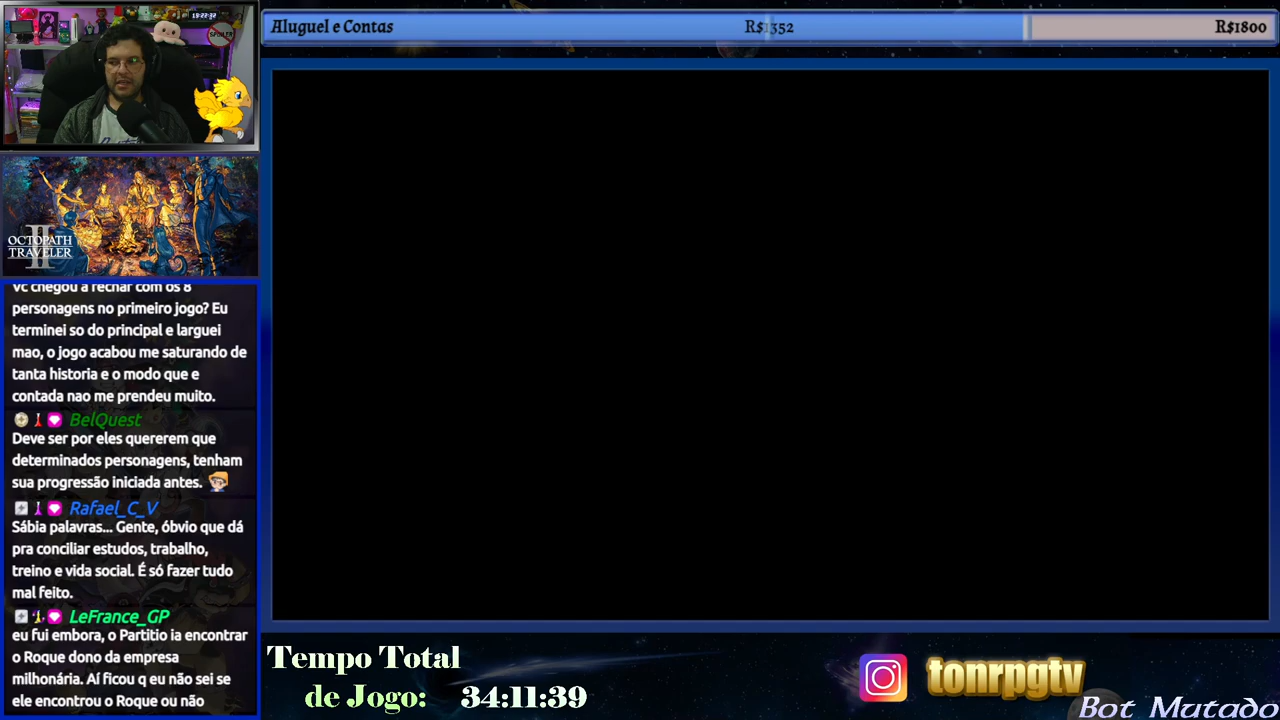 19:22:32
SPOILER
Aluguel e Contas R$1352 R$1800
OCTOPATH
TRAVELER
II
Vc chegou a fechar com os 8
personagens no primeiro jogo? Eu
terminei so do principal e larguei
mao, o jogo acabou me saturando de
tanta historia e o modo que e
contada nao me prendeu muito.
BelQuest
Deve ser por eles quererem que
determinados personagens, tenham
sua progressão iniciada antes.
Rafael_C_V
Sábia palavras... Gente, óbvio que dá
pra conciliar estudos, trabalho,
treino e vida social. É só fazer tudo
mal feito.
LeFrance_GP
eu fui embora, o Partitio ia encontrar
o Roque dono da empresa
milhonária. Aí ficou q eu não sei se
ele encontrou o Roque ou não
Tempo Total
de Jogo: 34:11:39
tonrpgtv
Bot Mutado